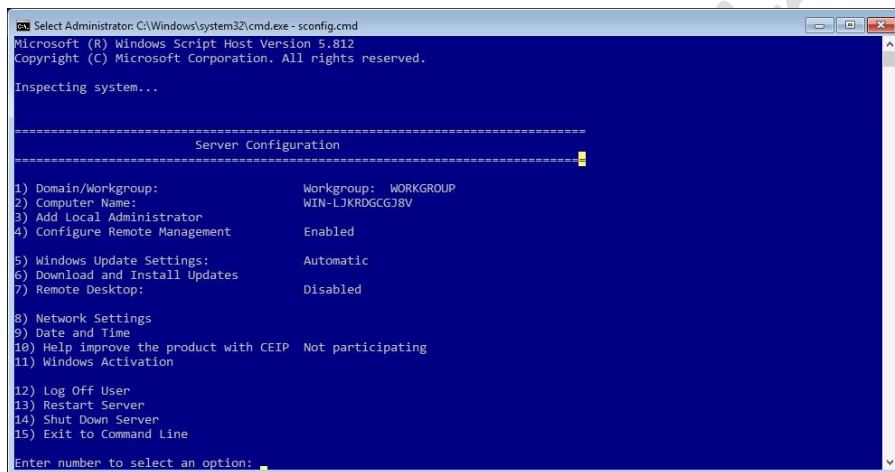 Select Administrator: C:\Windows\system32\cmd.exe - sconfig.cmd
Microsoft (R) Windows Script Host Version 5.812
Copyright (C) Microsoft Corporation. All rights reserved.
Inspecting system...
===============================================================================
Server Configuration
===============================================================================
1) Domain/Workgroup: Workgroup: WORKGROUP
2) Computer Name: WIN-LJKRDGCGJ8V
3) Add Local Administrator
4) Configure Remote Management Enabled
5) Windows Update Settings: Automatic
6) Download and Install Updates
7) Remote Desktop: Disabled
8) Network Settings
9) Date and Time
10) Help improve the product with CEIP Not participating
11) Windows Activation
12) Log Off User
13) Restart Server
14) Shut Down Server
15) Exit to Command Line
Enter number to select an option: